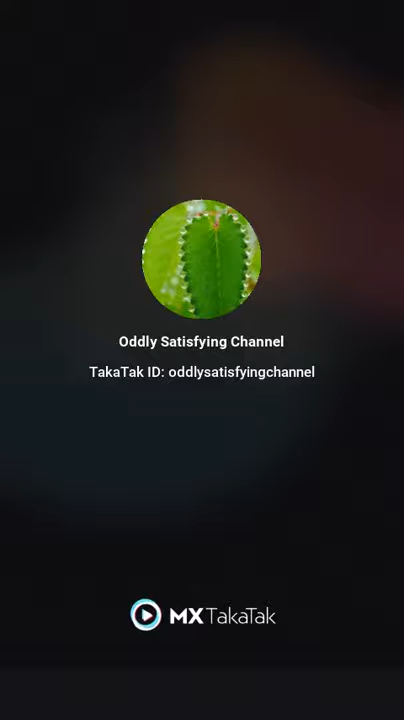 Oddly Satisfying Channel
TakaTak ID: oddlysatisfyingchannel
MX TakaTak